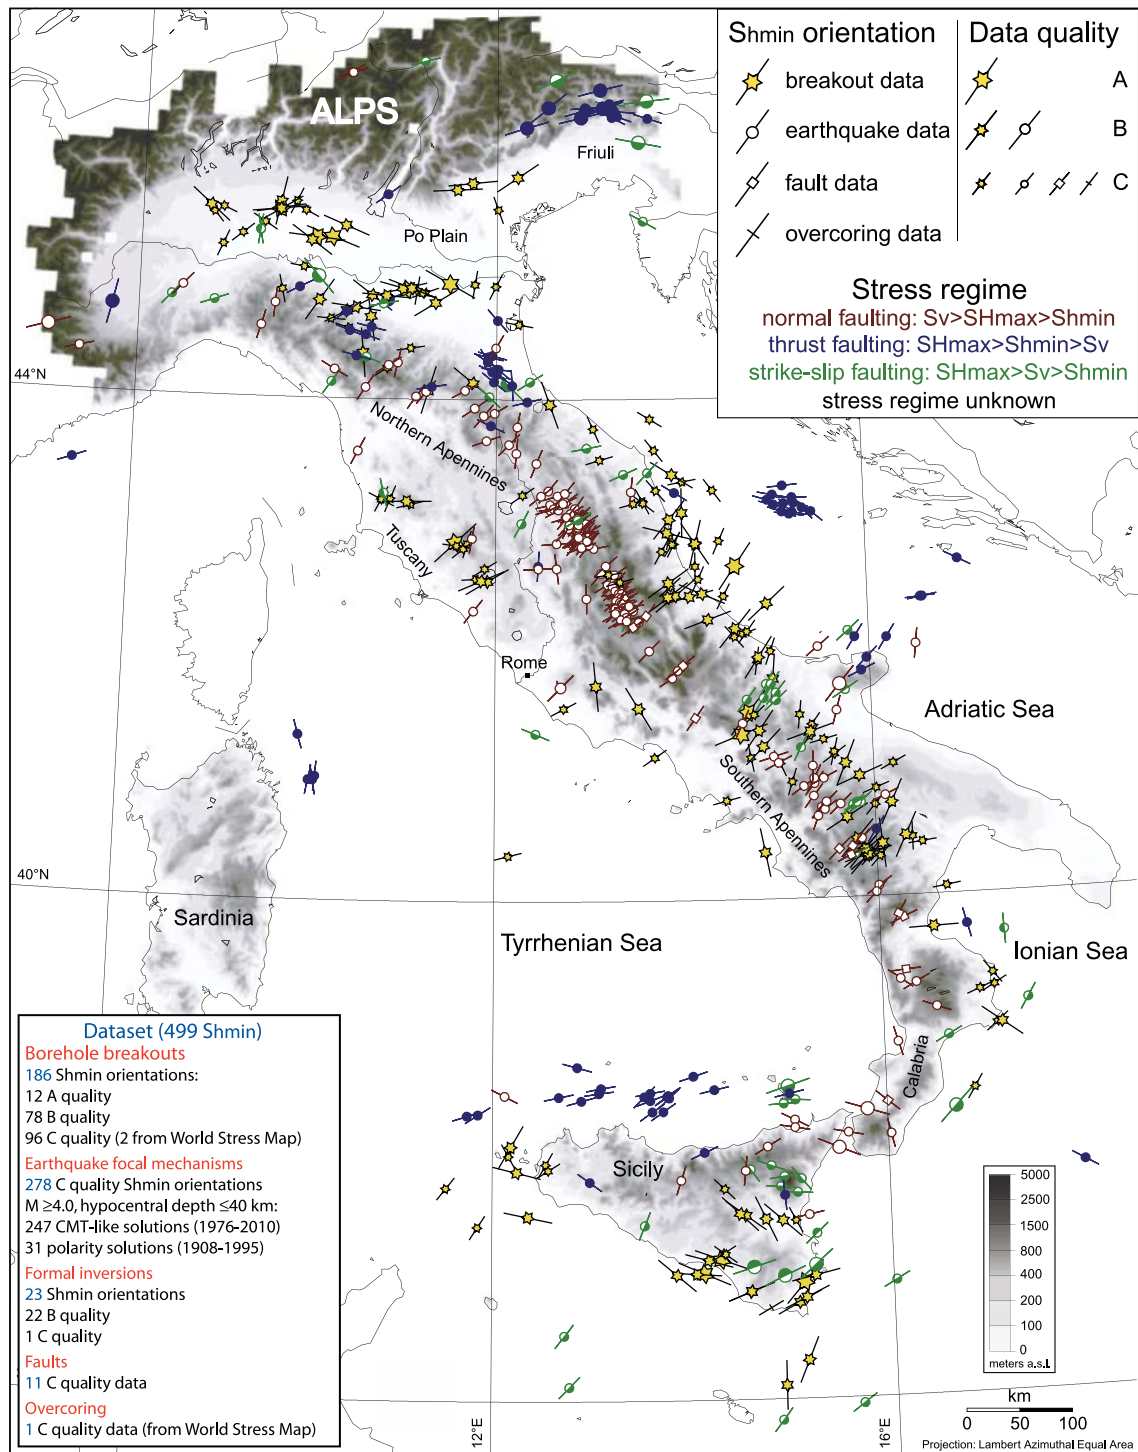 Shmin orientation
Data quality
breakout data
A
earthquake data
B
fault data
C
overcoring data
Stress regime
normal faulting: Sv>SHmax>Shmin
thrust faulting: SHmax>Shmin>Sv
strike-slip faulting: SHmax>Sv>Shmin
stress regime unknown
ALPS
Friuli
Po Plain
44°N
Northern Apennines
Tuscany
Rome
Adriatic Sea
Southern Apennines
40°N
Sardinia
Tyrrhenian Sea
Ionian Sea
Calabria
Sicily
Dataset (499 Shmin)
Borehole breakouts
186 Shmin orientations:
12 A quality
78 B quality
96 C quality (2 from World Stress Map)
Earthquake focal mechanisms
278 C quality Shmin orientations
M ≥4.0, hypocentral depth ≤40 km:
247 CMT-like solutions (1976-2010)
31 polarity solutions (1908-1995)
Formal inversions
23 Shmin orientations
22 B quality
1 C quality
Faults
11 C quality data
Overcoring
1 C quality data (from World Stress Map)
5000
2500
1500
800
400
200
100
0
meters a.s.l.
km
0 50 100
12°E
16°E
Projection: Lambert Azimuthal Equal Area